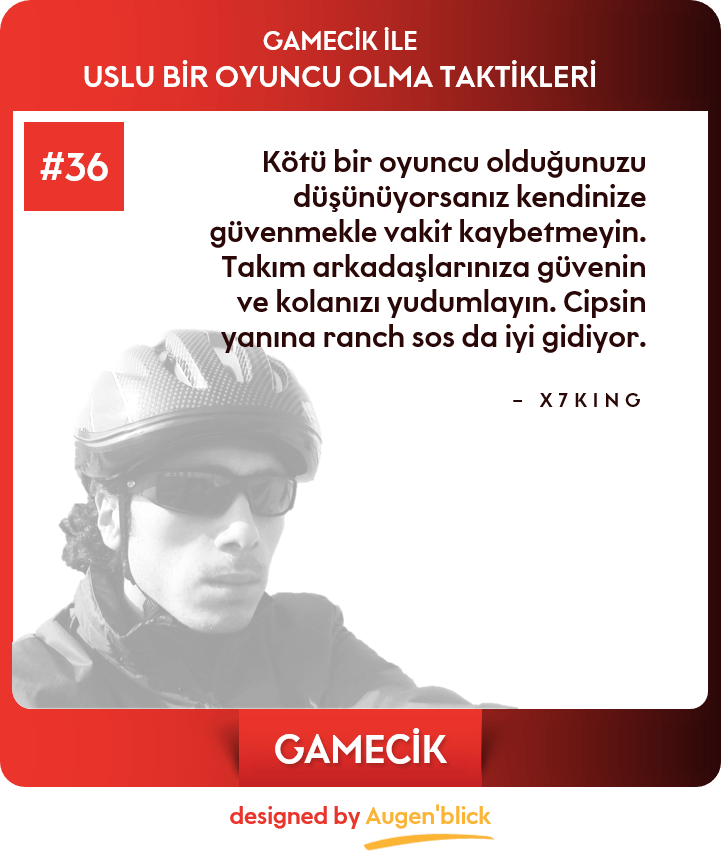 GAMECİK İLE
USLU BİR OYUNCU OLMA TAKTİKLERİ
#36
Kötü bir oyuncu olduğunuzu
düşünüyorsanız kendinize
güvenmekle vakit kaybetmeyin.
Takım arkadaşlarınıza güvenin
ve kolanızı yudumlayın. Cipsin
yanına ranch sos da iyi gidiyor.
– X7KING
GAMECİK
designed by Augen'blick